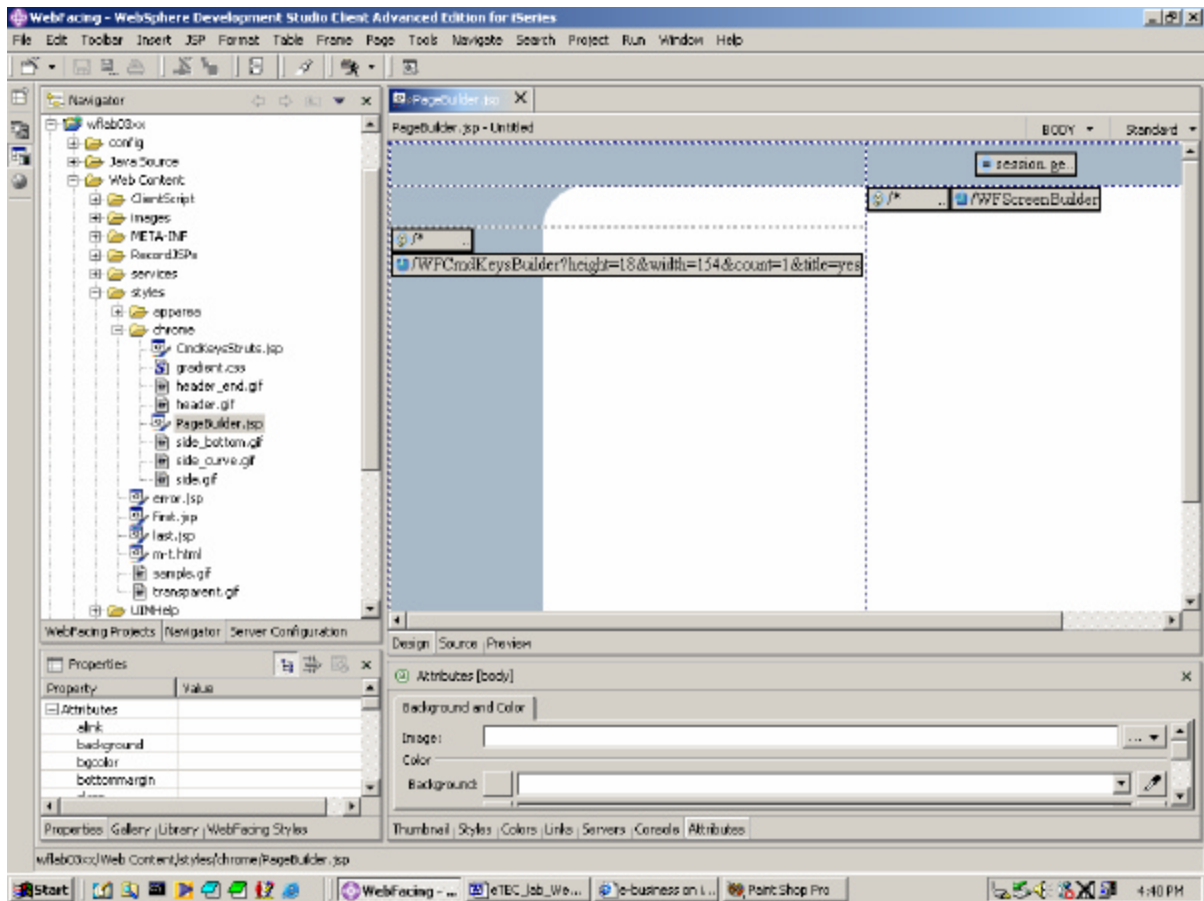 WebFacing - WebSphere Development Studio Client Advanced Edition for iSeries
File Edit Toolbar Insert JSP Format Table Frame Page Tools Navigate Search Project Run Window Help
Navigator
PageBuilder.jsp
wflab03xx
config
Java Source
Web Content
ClientScript
images
META-INF
RecordJSPs
services
styles
apparea
chrome
CmdKeysStruts.jsp
gradient.css
header_end.gif
header.gif
PageBuilder.jsp
side_bottom.gif
side_curve.gif
side.gif
error.jsp
first.jsp
last.jsp
m-t.html
sample.gif
transparent.gif
UIMHelp
WebFacing Projects Navigator Server Configuration
PageBuilder.jsp - Untitled
BODY Standard
session.ge..
/* .. /WFScreenBuilder
/* ..
/WFCmdKeysBuilder?height=18&width=154&count=1&title=yes
Design Source Preview
Properties
Property Value
Attributes
alink
background
bgcolor
bottommargin
Properties Gallery Library WebFacing Styles
Attributes [body]
Background and Color
Image:
...
Color
Background:
Thumbnail Styles Colors Links Servers Console Attributes
wflab03xx/Web Content/styles/chrome/PageBuilder.jsp
Start WebFacing - ... eTEC_lab_We... e-business on i... Paint Shop Pro 4:40 PM